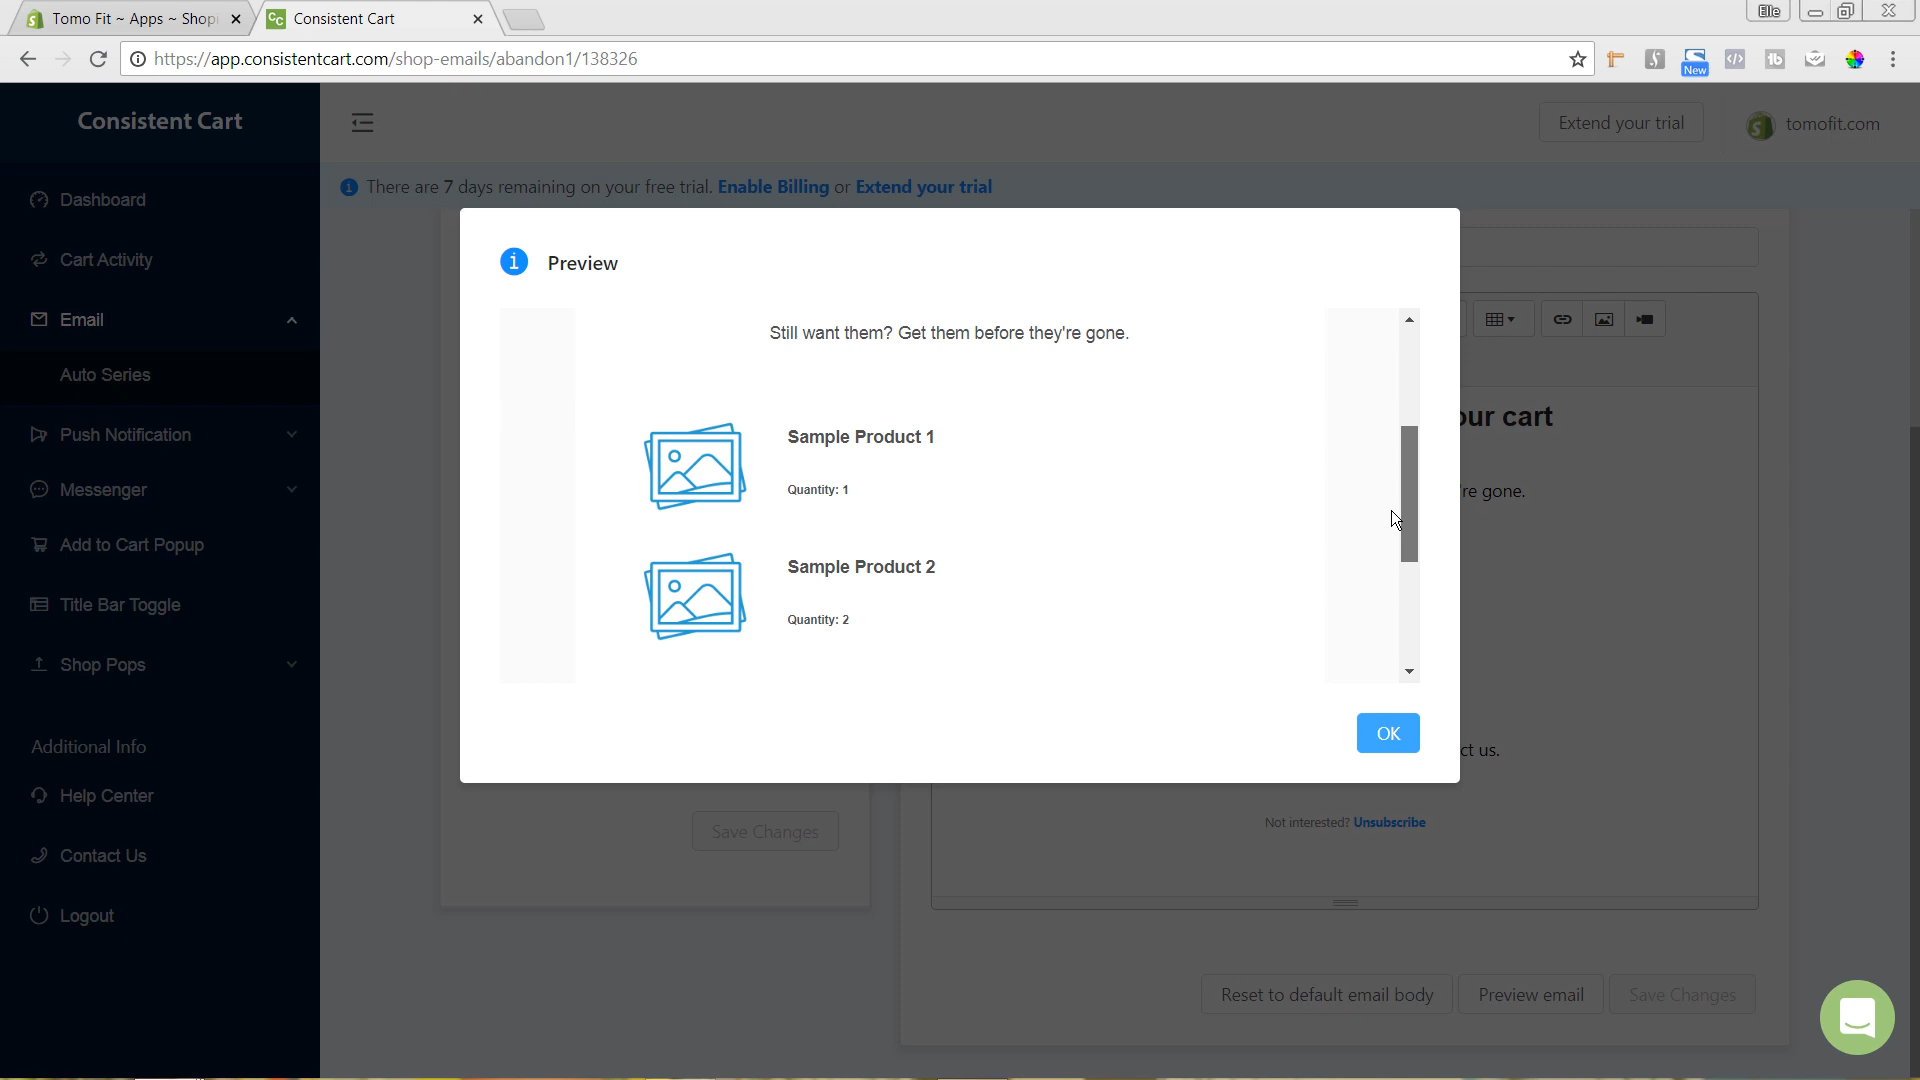 Tomo Fit ~ Apps ~ Shopi
Consistent Cart
Elle
https://app.consistentcart.com/shop-emails/abandon1/138326
New
Consistent Cart
Extend your trial
tomofit.com
There are 7 days remaining on your free trial. Enable Billing or Extend your trial
Dashboard
Cart Activity
Email
Auto Series
Push Notification
Messenger
Add to Cart Popup
Title Bar Toggle
Shop Pops
Additional Info
Help Center
Contact Us
Logout
Preview
Still want them? Get them before they're gone.
Sample Product 1
Quantity: 1
Sample Product 2
Quantity: 2
OK
our cart
're gone.
ct us.
Not interested? Unsubscribe
Save Changes
Reset to default email body
Preview email
Save Changes